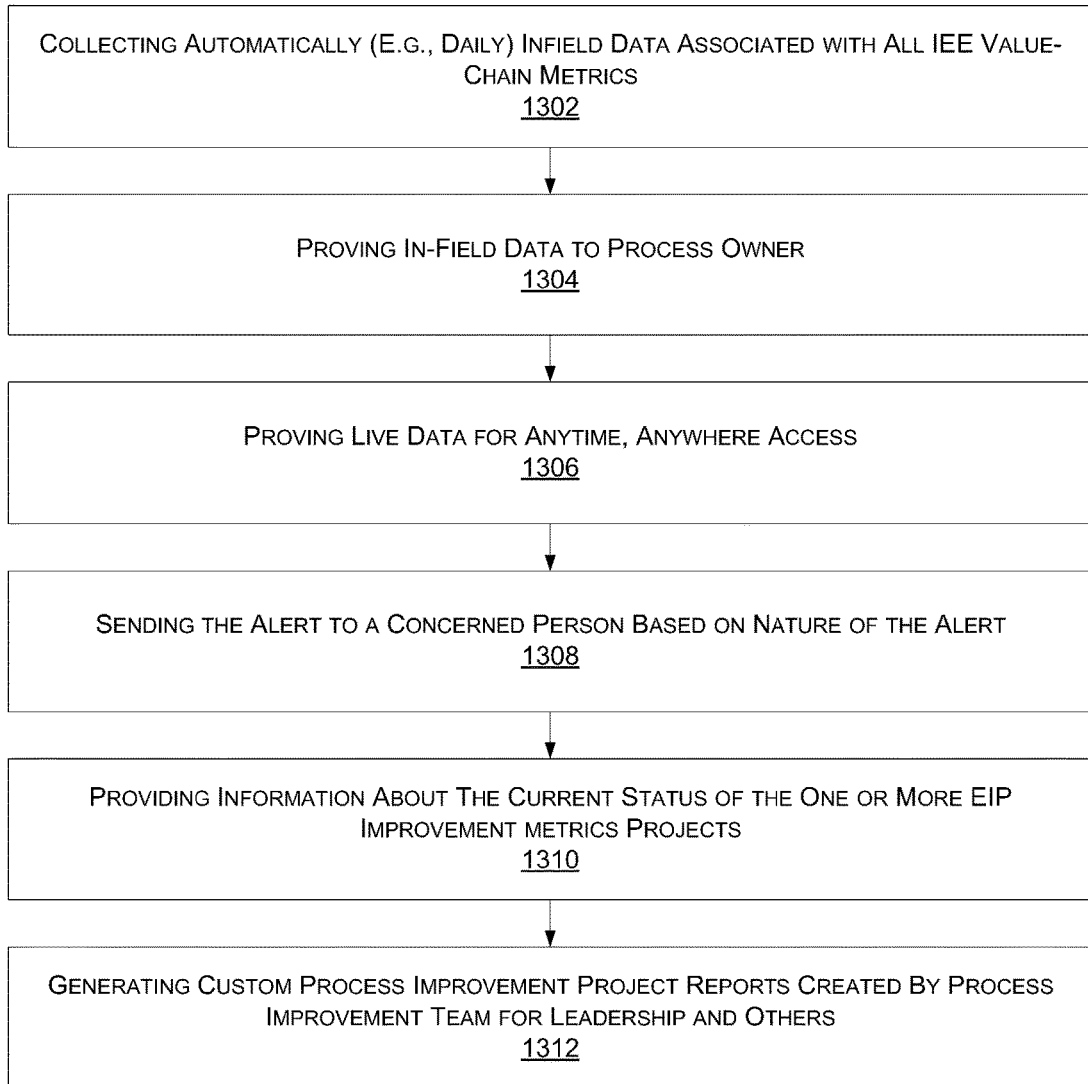 COLLECTING AUTOMATICALLY (E.G., DAILY) INFIELD DATA ASSOCIATED WITH ALL IEE VALUE-
CHAIN METRICS
1302
PROVING IN-FIELD DATA TO PROCESS OWNER
1304
PROVING LIVE DATA FOR ANYTIME, ANYWHERE ACCESS
1306
SENDING THE ALERT TO A CONCERNED PERSON BASED ON NATURE OF THE ALERT
1308
PROVIDING INFORMATION ABOUT THE CURRENT STATUS OF THE ONE OR MORE EIP
IMPROVEMENT METRICS PROJECTS
1310
GENERATING CUSTOM PROCESS IMPROVEMENT PROJECT REPORTS CREATED BY PROCESS
IMPROVEMENT TEAM FOR LEADERSHIP AND OTHERS
1312